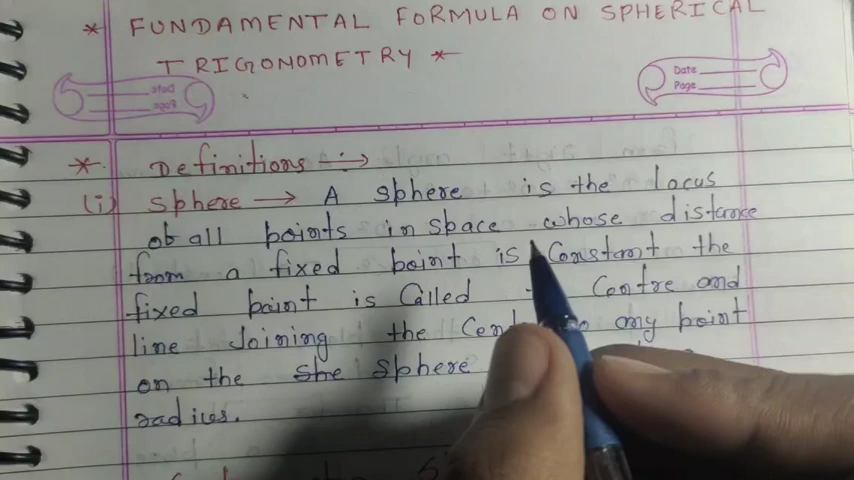 * FUNDAMENTAL FORMULA ON SPHERICAL
TRIGONOMETRY *
Date
Page
* Definitions :→
(i) sphere → A sphere is the locus
of all points in space whose distance
from a fixed point is constant the
fixed point is called centre and
line Joining the any point
on the she sphere
radius.